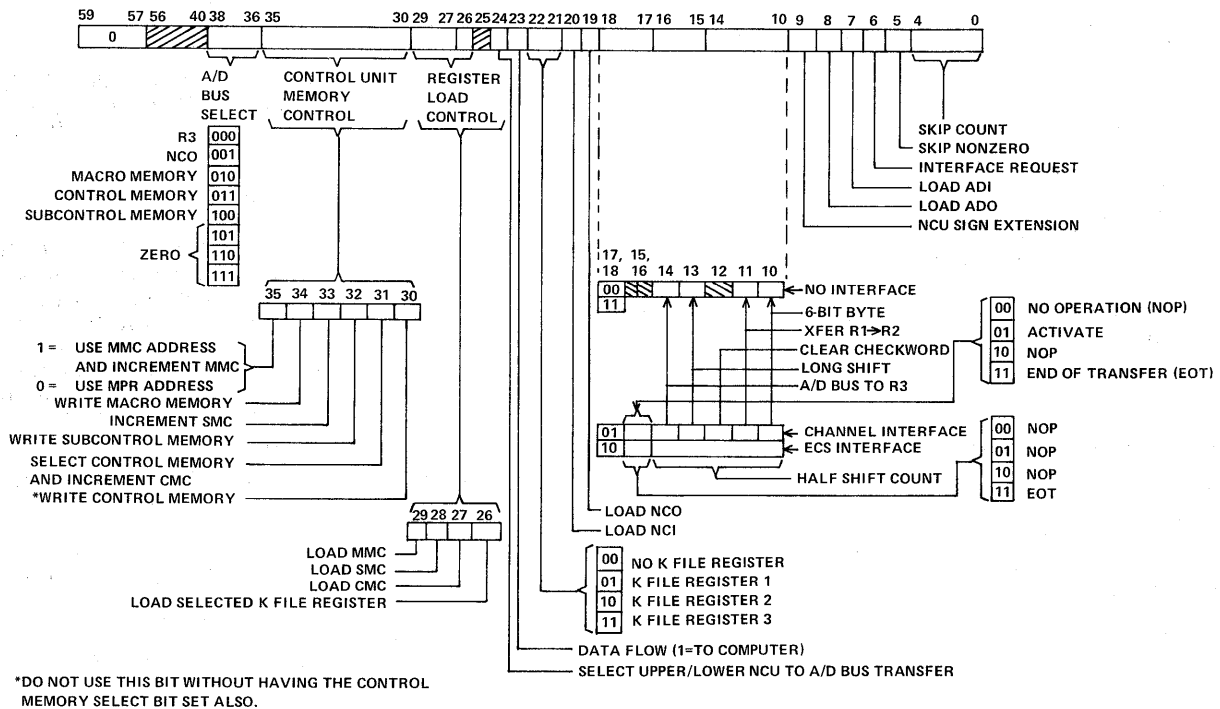 59 57 56 40 38 36 35 30 29 27 26 25 24 23 22 21 20 19 18 17 16 15 14 10 9 8 7 6 5 4 0
0
A/D
BUS
SELECT
CONTROL UNIT
MEMORY
CONTROL
REGISTER
LOAD
CONTROL
SKIP COUNT
SKIP NONZERO
INTERFACE REQUEST
LOAD ADI
LOAD ADO
NCU SIGN EXTENSION
R3 000
NCO 001
MACRO MEMORY 010
CONTROL MEMORY 011
SUBCONTROL MEMORY 100
ZERO
101
110
111
35 34 33 32 31 30
1 = USE MMC ADDRESS
AND INCREMENT MMC
0 = USE MPR ADDRESS
WRITE MACRO MEMORY
INCREMENT SMC
WRITE SUBCONTROL MEMORY
SELECT CONTROL MEMORY
AND INCREMENT CMC
*WRITE CONTROL MEMORY
29 28 27 26
LOAD MMC
LOAD SMC
LOAD CMC
LOAD SELECTED K FILE REGISTER
17, 15,
18 16 14 13 12 11 10
00 NO INTERFACE
11
6-BIT BYTE
XFER R1→R2
CLEAR CHECKWORD
LONG SHIFT
A/D BUS TO R3
01 CHANNEL INTERFACE
10 ECS INTERFACE
HALF SHIFT COUNT
00 NO OPERATION (NOP)
01 ACTIVATE
10 NOP
11 END OF TRANSFER (EOT)
00 NOP
01 NOP
10 NOP
11 EOT
LOAD NCO
LOAD NCI
00 NO K FILE REGISTER
01 K FILE REGISTER 1
10 K FILE REGISTER 2
11 K FILE REGISTER 3
DATA FLOW (1=TO COMPUTER)
SELECT UPPER/LOWER NCU TO A/D BUS TRANSFER
*DO NOT USE THIS BIT WITHOUT HAVING THE CONTROL
MEMORY SELECT BIT SET ALSO.